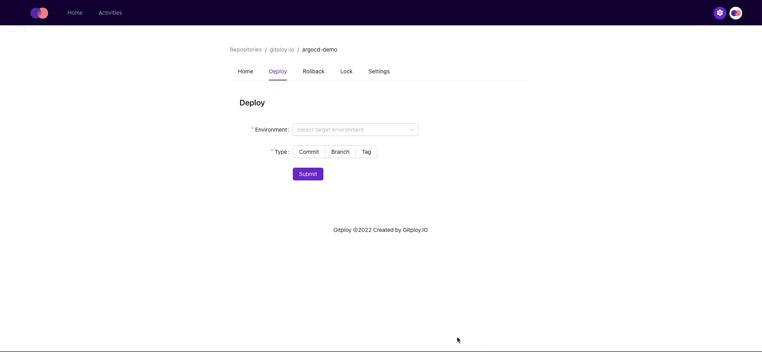 Home Activities
Repositories / gitploy-io / argocd-demo
Home Deploy Rollback Lock Settings
Deploy
* Environment : Select target environment
* Type : Commit Branch Tag
Submit
Gitploy ©2022 Created by Gitploy.IO